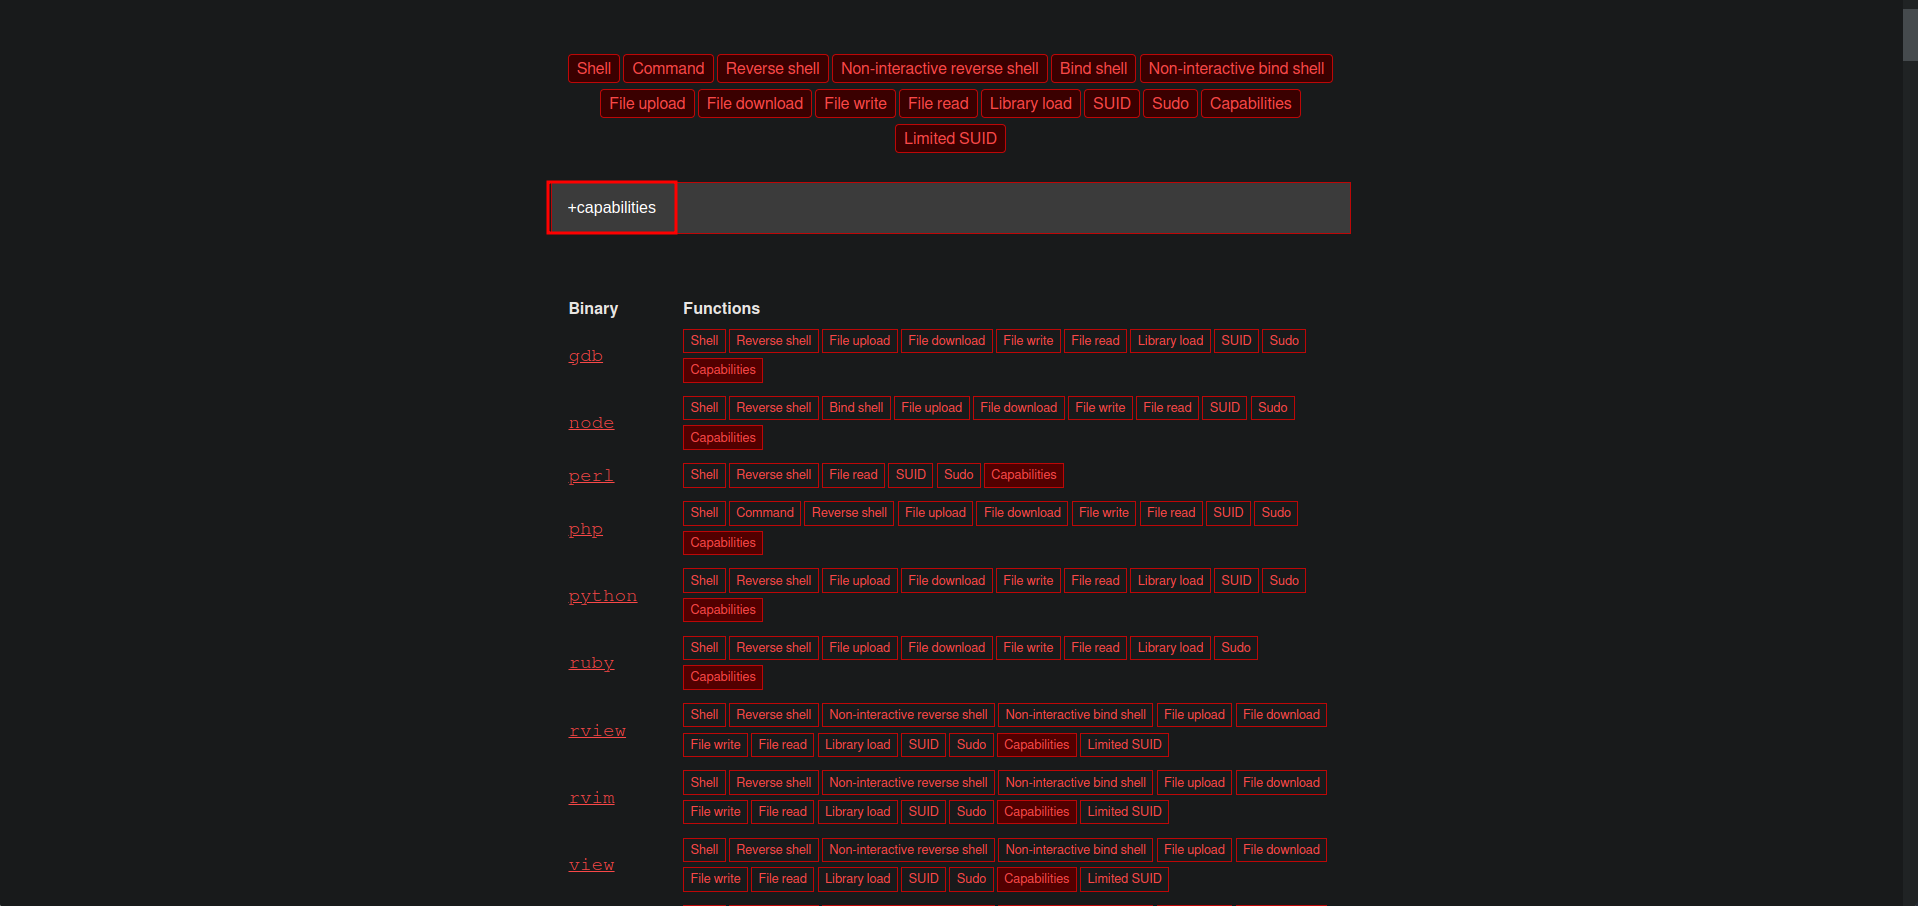 Shell Command Reverse shell Non-interactive reverse shell Bind shell Non-interactive bind shell
File upload File download File write File read Library load SUID Sudo Capabilities
Limited SUID
+capabilities
Binary Functions
gdb
Shell Reverse shell File upload File download File write File read Library load SUID Sudo
Capabilities
node
Shell Reverse shell Bind shell File upload File download File write File read SUID Sudo
Capabilities
perl
Shell Reverse shell File read SUID Sudo Capabilities
php
Shell Command Reverse shell File upload File download File write File read SUID Sudo
Capabilities
python
Shell Reverse shell File upload File download File write File read Library load SUID Sudo
Capabilities
ruby
Shell Reverse shell File upload File download File write File read Library load Sudo
Capabilities
rview
Shell Reverse shell Non-interactive reverse shell Non-interactive bind shell File upload File download
File write File read Library load SUID Sudo Capabilities Limited SUID
rvim
Shell Reverse shell Non-interactive reverse shell Non-interactive bind shell File upload File download
File write File read Library load SUID Sudo Capabilities Limited SUID
view
Shell Reverse shell Non-interactive reverse shell Non-interactive bind shell File upload File download
File write File read Library load SUID Sudo Capabilities Limited SUID